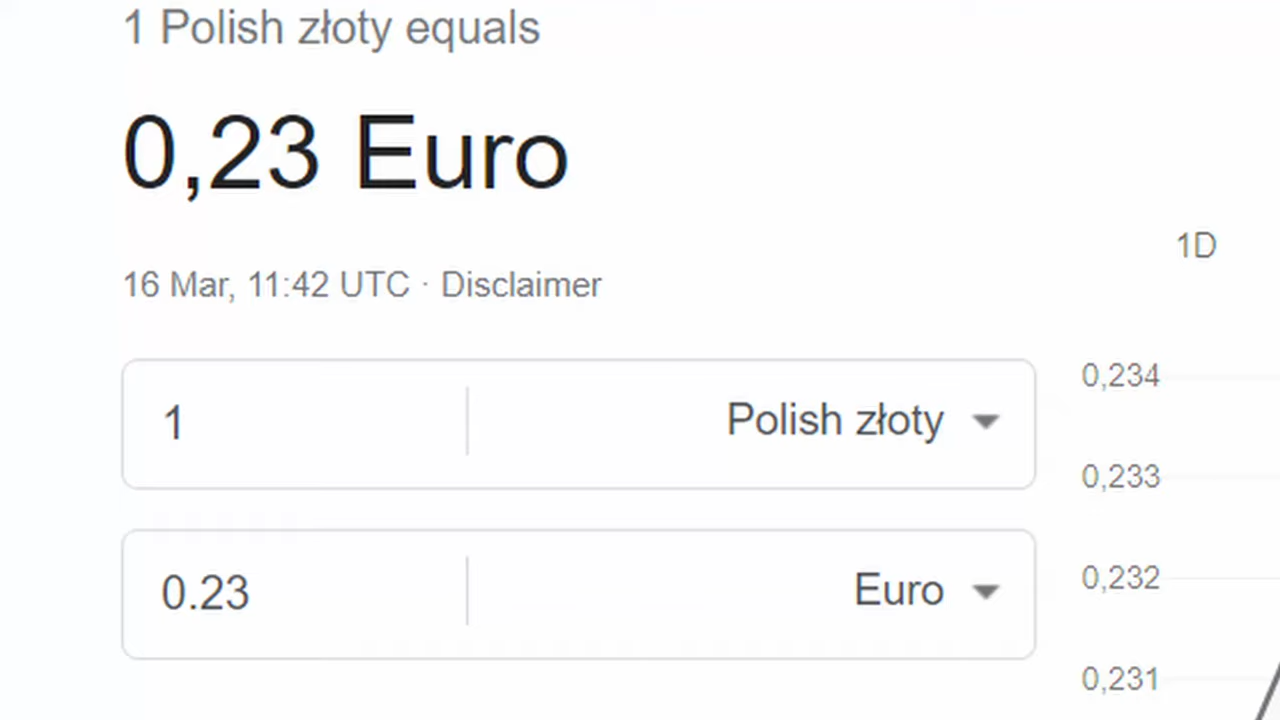 1 Polish złoty equals
0,23 Euro
16 Mar, 11:42 UTC · Disclaimer
1D
1 Polish złoty
0.23 Euro
0,234
0,233
0,232
0,231